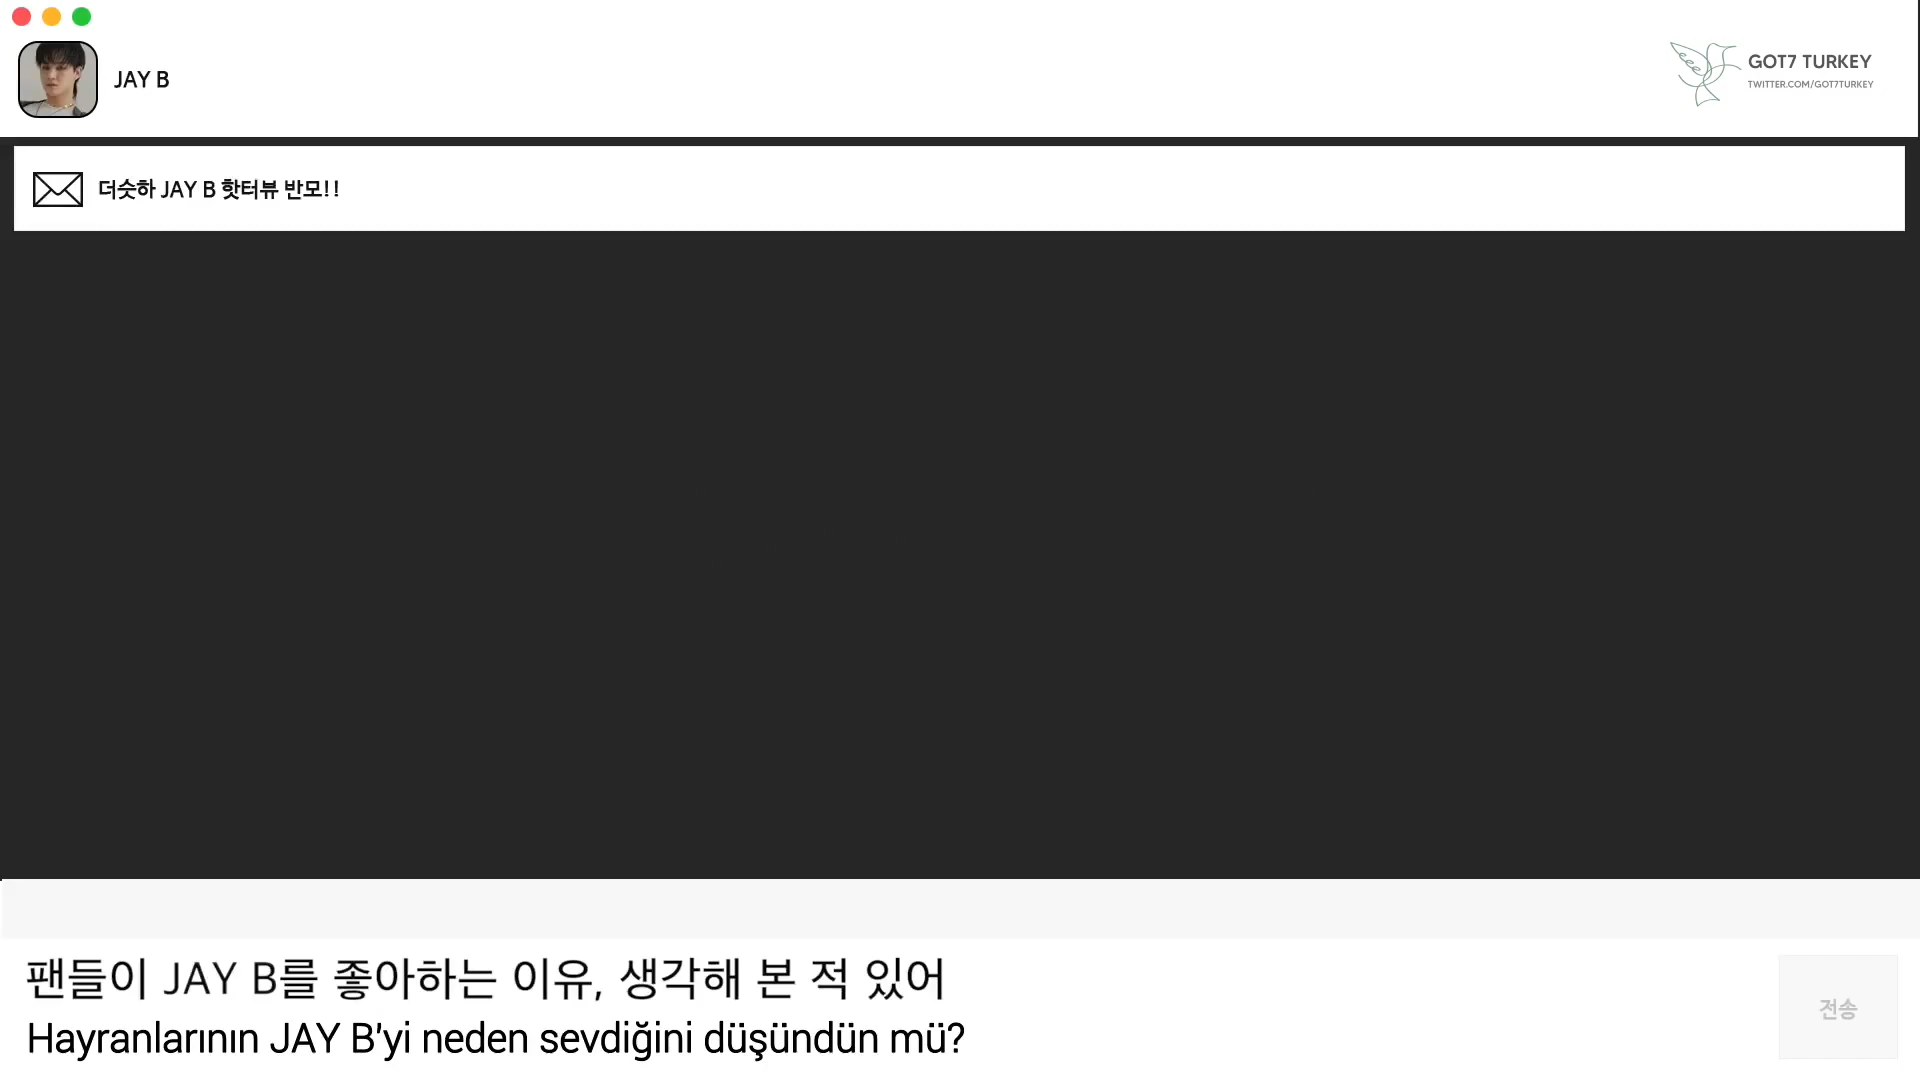 JAY B
GOT7 TURKEY
TWITTER.COM/GOT7TURKEY
더슷하 JAY B 핫터뷰 반모!!
팬들이 JAY B를 좋아하는 이유, 생각해 본 적 있어
Hayranlarının JAY B'yi neden sevdiğini düşündün mü?
전송